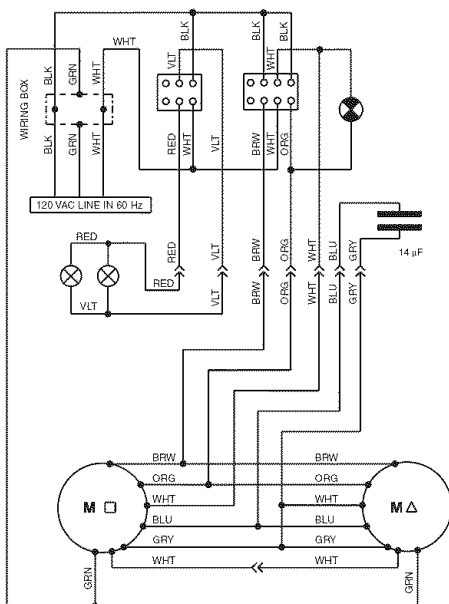 BLK
BLK
BLK
WHT
BLK
GRN
WHT
VLT
WHT
WIRING BOX
BLK
GRN
WHT
RED
WHT
VLT
BRW
WHT
ORG
120 VAC LINE IN 60 Hz
14 µF
RED
RED
VLT
BRW
ORG
WHT
BLU
GRY
RED
VLT
VLT
BRW
ORG
WHT
BLU
GRY
BRW
ORG
WHT
BLU
GRY
WHT
BRW
ORG
WHT
BLU
GRY
WHT
M
M
GRN
GRN